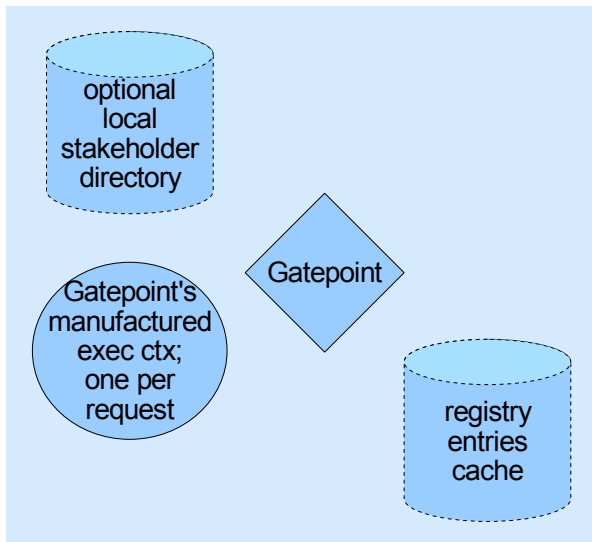 optional
local
stakeholder
directory
Gatepoint
Gatepoint's
manufactured
exec ctx;
one per
request
registry
entries
cache